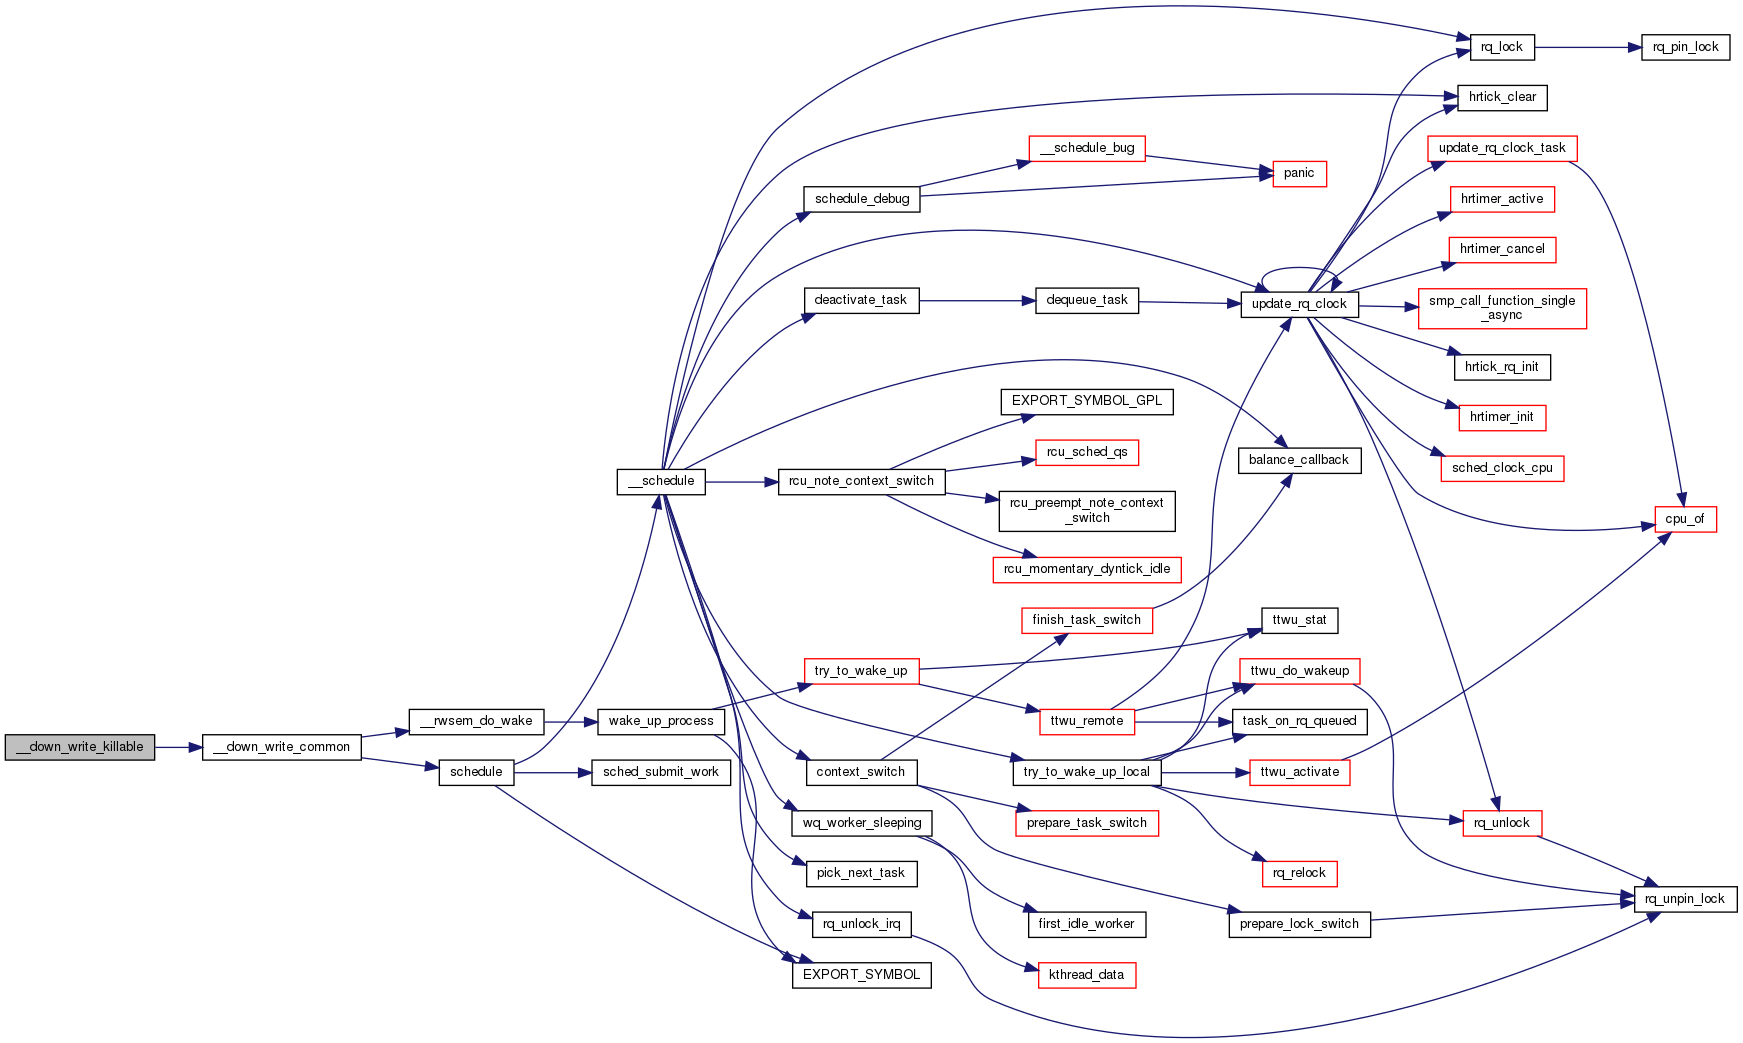 __down_write_killable
__down_write_common
__rwsem_do_wake
schedule
wake_up_process
sched_submit_work
__schedule
schedule_debug
deactivate_task
rcu_note_context_switch
try_to_wake_up
context_switch
wq_worker_sleeping
pick_next_task
rq_unlock_irq
EXPORT_SYMBOL
__schedule_bug
dequeue_task
EXPORT_SYMBOL_GPL
rcu_sched_qs
rcu_preempt_note_context
_switch
rcu_momentary_dyntick_idle
finish_task_switch
ttwu_remote
try_to_wake_up_local
prepare_task_switch
first_idle_worker
kthread_data
panic
update_rq_clock
balance_callback
ttwu_stat
ttwu_do_wakeup
task_on_rq_queued
ttwu_activate
rq_relock
prepare_lock_switch
rq_lock
hrtick_clear
update_rq_clock_task
hrtimer_active
hrtimer_cancel
smp_call_function_single
_async
hrtick_rq_init
hrtimer_init
sched_clock_cpu
rq_unlock
rq_pin_lock
cpu_of
rq_unpin_lock